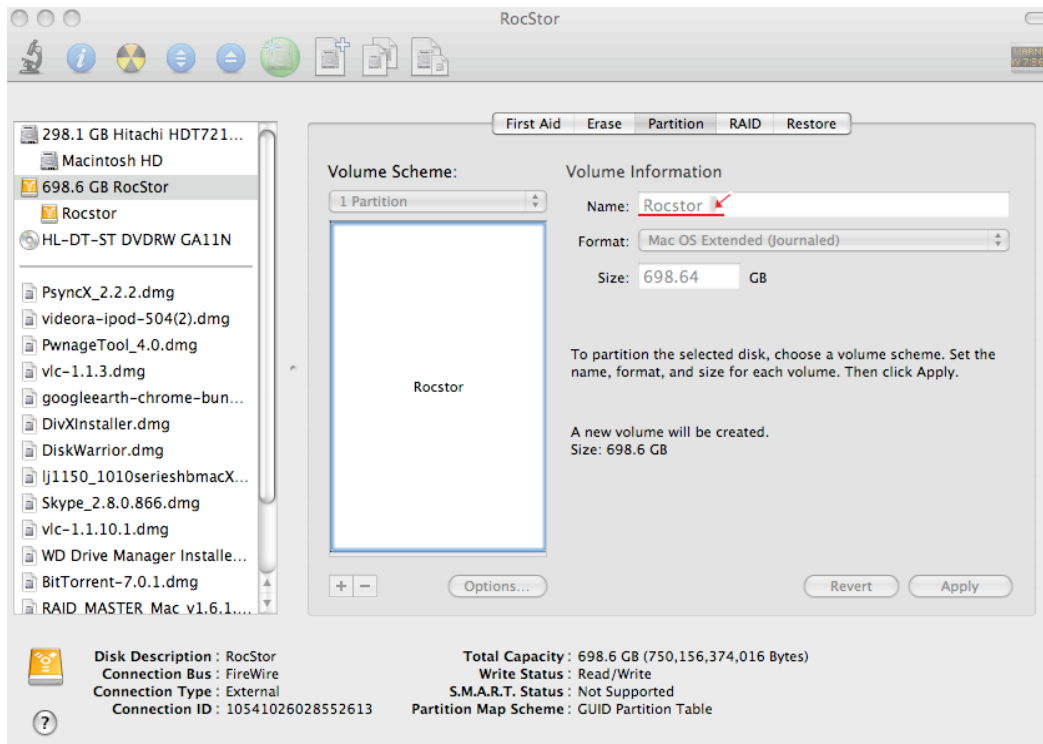 RocStor
WARN
298.1 GB Hitachi HDT721...
Macintosh HD
698.6 GB RocStor
Rocstor
HL-DT-ST DVDRW GA11N
PsyncX_2.2.2.dmg
videora-ipod-504(2).dmg
PwnageTool_4.0.dmg
vlc-1.1.3.dmg
googleearth-chrome-bun...
DivXInstaller.dmg
DiskWarrior.dmg
lj1150_1010serieshbmacX...
Skype_2.8.0.866.dmg
vlc-1.1.10.1.dmg
WD Drive Manager Installe...
BitTorrent-7.0.1.dmg
RAID_MASTER_Mac_v1.6.1....
First Aid Erase Partition RAID Restore
Volume Scheme:
1 Partition
Rocstor
+ − Options...
Volume Information
Name: Rocstor
Format: Mac OS Extended (Journaled)
Size: 698.64 GB
To partition the selected disk, choose a volume scheme. Set the
name, format, and size for each volume. Then click Apply.
A new volume will be created.
Size: 698.6 GB
Revert Apply
Disk Description : RocStor
Connection Bus : FireWire
Connection Type : External
Connection ID : 10541026028552613
Total Capacity : 698.6 GB (750,156,374,016 Bytes)
Write Status : Read/Write
S.M.A.R.T. Status : Not Supported
Partition Map Scheme : GUID Partition Table
?